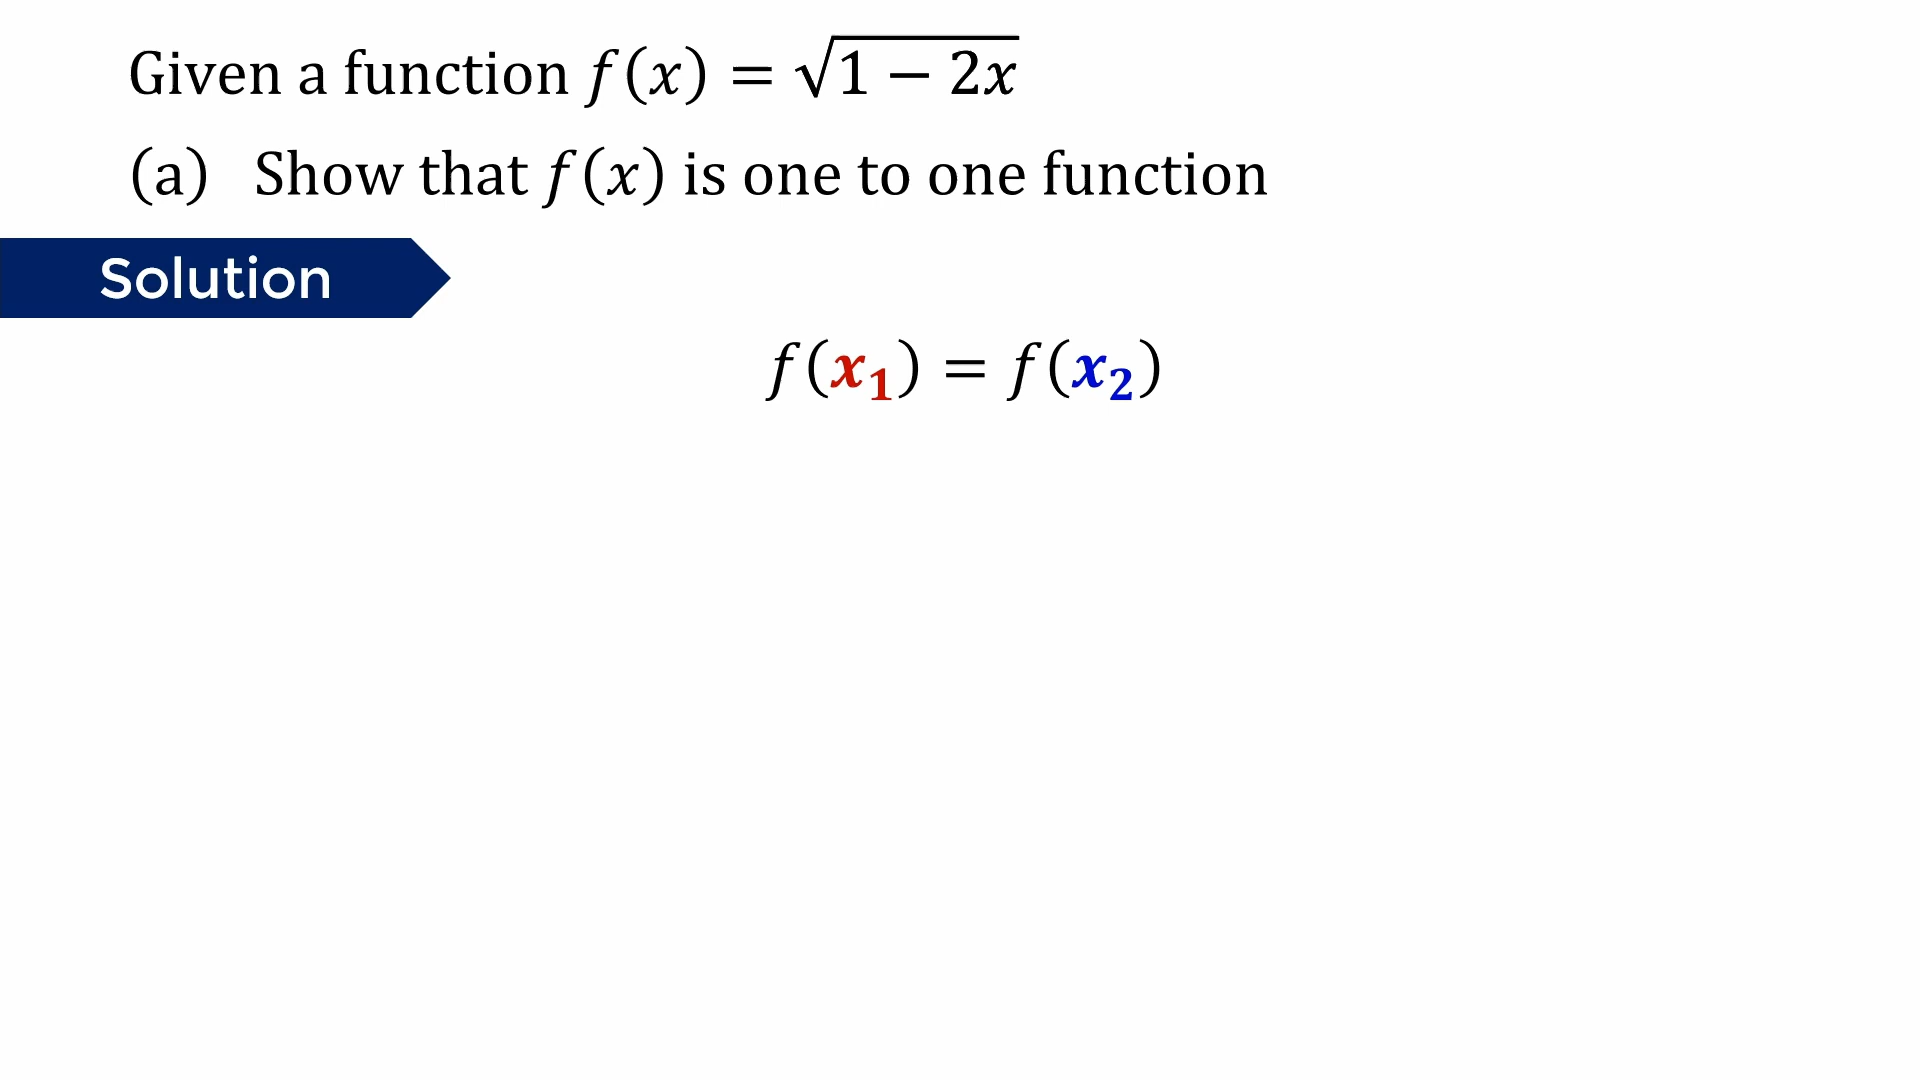 Given a function f(x) = √1 − 2x
(a) Show that f(x) is one to one function
Solution
f(x₁) = f(x₂)